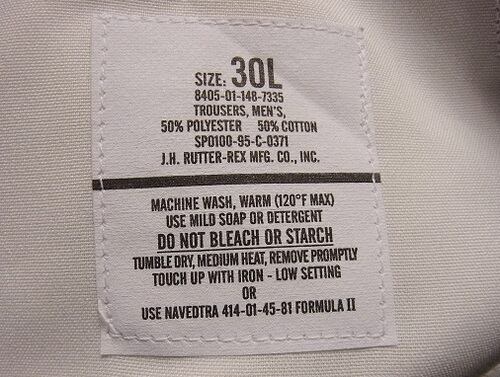 SIZE: 30L
8405-01-148-7335
TROUSERS, MEN'S,
50% POLYESTER 50% COTTON
SPO100-95-C-0371
J.H. RUTTER-REX MFG. CO., INC.
MACHINE WASH, WARM (120°F MAX)
USE MILD SOAP OR DETERGENT
DO NOT BLEACH OR STARCH
TUMBLE DRY, MEDIUM HEAT, REMOVE PROMPTLY
TOUCH UP WITH IRON - LOW SETTING
OR
USE NAVEDTRA 414-01-45-81 FORMULA II